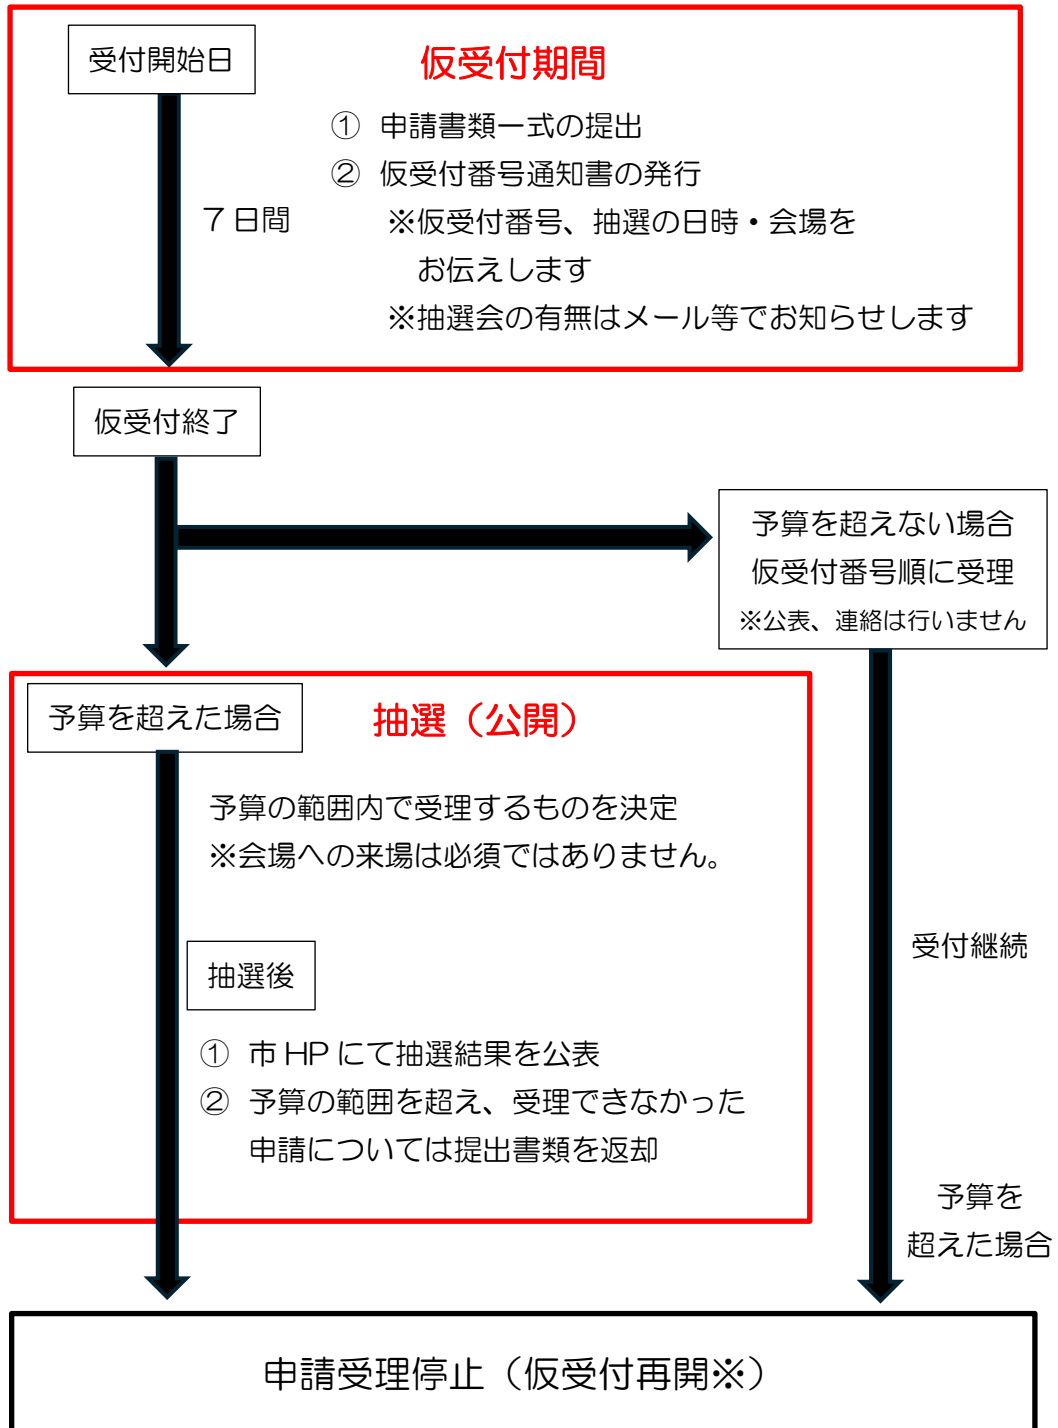 受付開始日
仮受付期間
① 申請書類一式の提出
② 仮受付番号通知書の発行
※仮受付番号、抽選の日時・会場を
お伝えします
※抽選会の有無はメール等でお知らせします
7日間
仮受付終了
予算を超えない場合
仮受付番号順に受理
※公表、連絡は行いません
予算を超えた場合
抽選（公開）
予算の範囲内で受理するものを決定
※会場への来場は必須ではありません。
抽選後
① 市 HP にて抽選結果を公表
② 予算の範囲を超え、受理できなかった
申請については提出書類を返却
受付継続
予算を
超えた場合
申請受理停止（仮受付再開※）